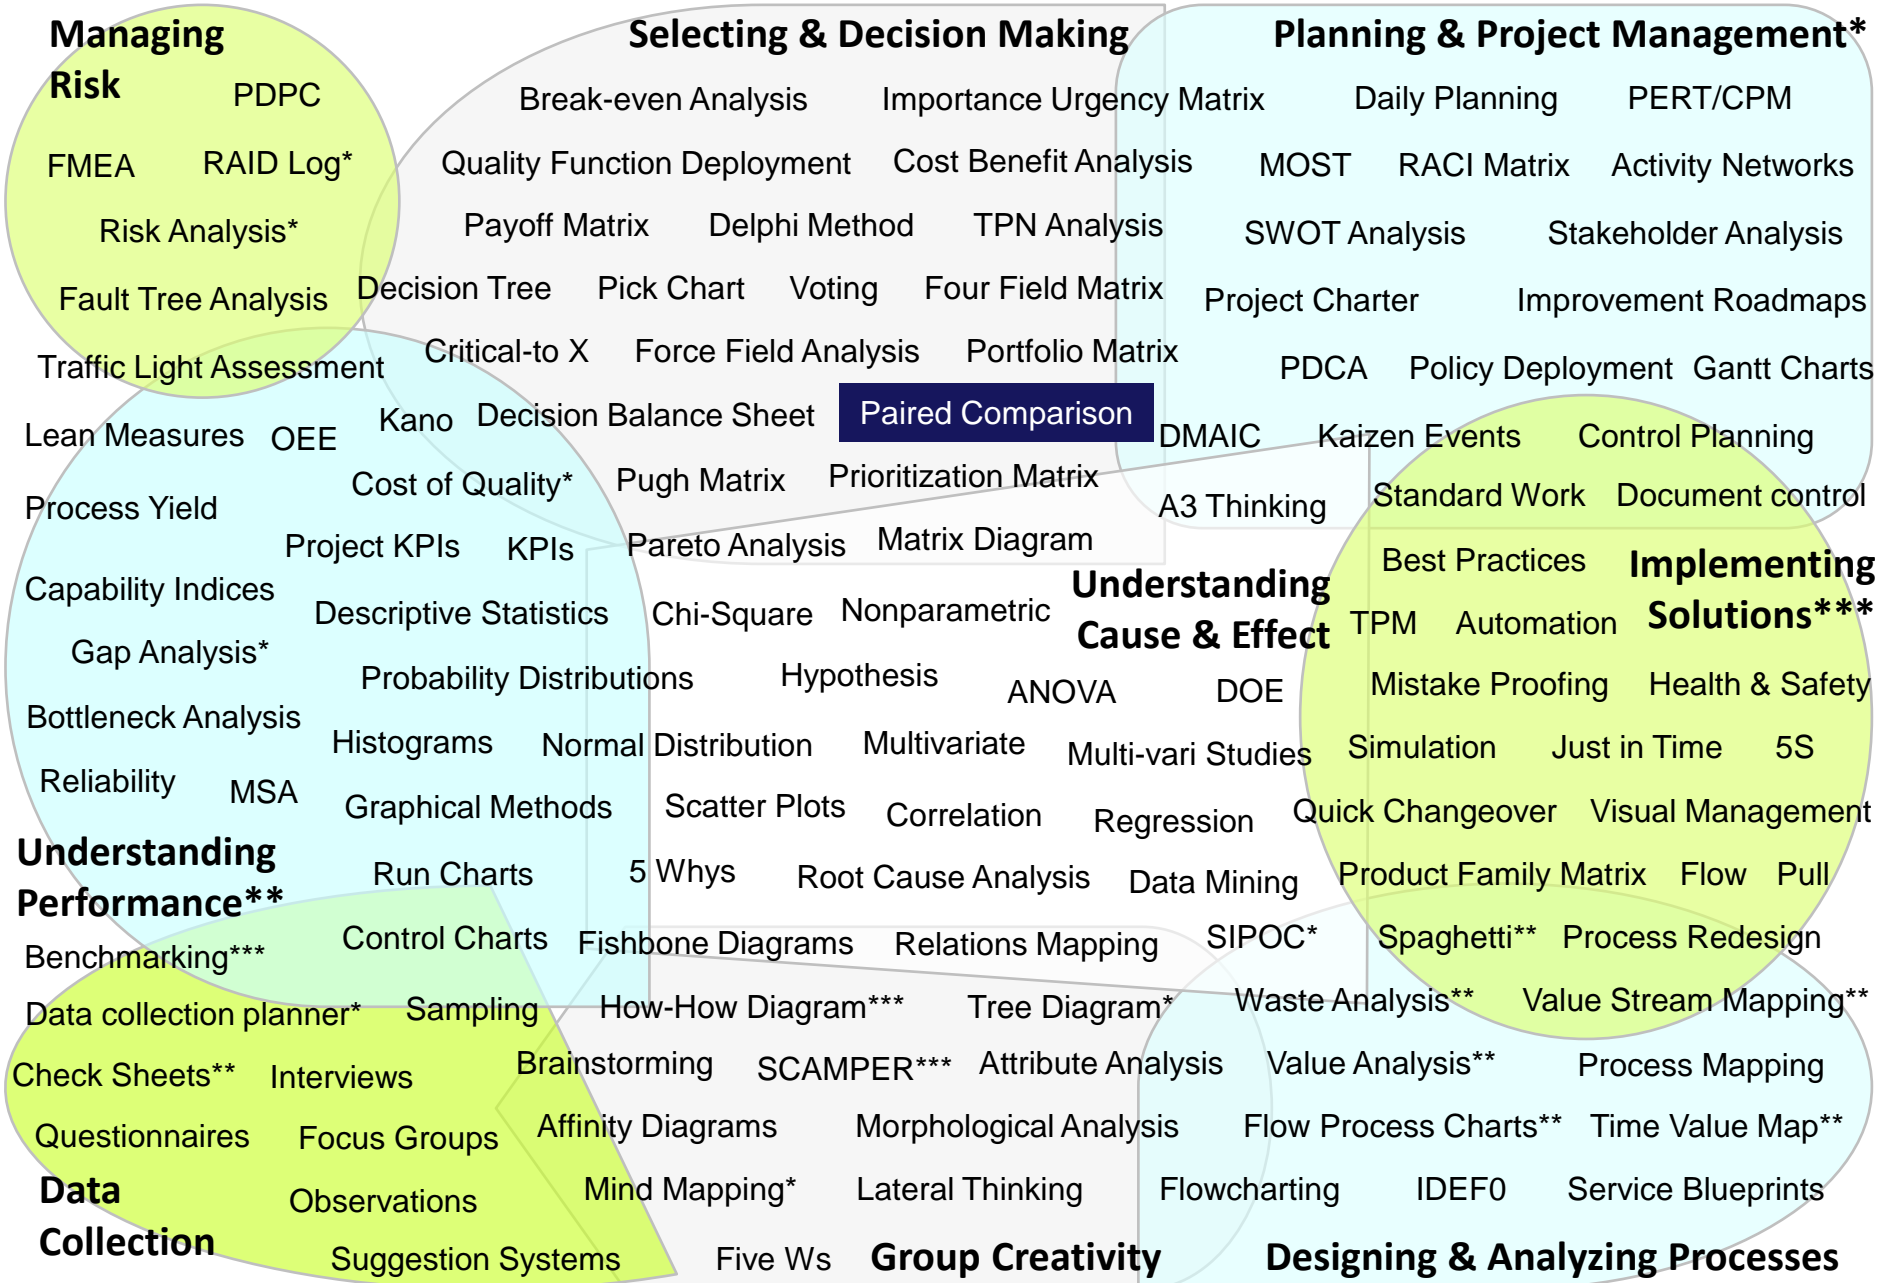 Managing
Risk
Selecting & Decision Making
Planning & Project Management*
PDPC
Break-even Analysis
Importance Urgency Matrix
Daily Planning
PERT/CPM
FMEA
RAID Log*
Quality Function Deployment
Cost Benefit Analysis
MOST
RACI Matrix
Activity Networks
Risk Analysis*
Payoff Matrix
Delphi Method
TPN Analysis
SWOT Analysis
Stakeholder Analysis
Fault Tree Analysis
Decision Tree
Pick Chart
Voting
Four Field Matrix
Project Charter
Improvement Roadmaps
Traffic Light Assessment
Critical-to X
Force Field Analysis
Portfolio Matrix
PDCA
Policy Deployment
Gantt Charts
Lean Measures
OEE
Kano
Decision Balance Sheet
Paired Comparison
DMAIC
Kaizen Events
Control Planning
Cost of Quality*
Pugh Matrix
Prioritization Matrix
A3 Thinking
Standard Work
Document control
Process Yield
Project KPIs
KPIs
Pareto Analysis
Matrix Diagram
Best Practices
Implementing
Solutions***
Understanding
Cause & Effect
Capability Indices
Descriptive Statistics
Chi-Square
Nonparametric
TPM
Automation
Gap Analysis*
Probability Distributions
Hypothesis
ANOVA
DOE
Mistake Proofing
Health & Safety
Bottleneck Analysis
Histograms
Normal Distribution
Multivariate
Multi-vari Studies
Simulation
Just in Time
5S
Reliability
MSA
Graphical Methods
Scatter Plots
Correlation
Regression
Quick Changeover
Visual Management
Understanding
Performance**
Run Charts
5 Whys
Root Cause Analysis
Data Mining
Product Family Matrix
Flow
Pull
Benchmarking***
Control Charts
Fishbone Diagrams
Relations Mapping
SIPOC*
Spaghetti**
Process Redesign
Data collection planner*
Sampling
How-How Diagram***
Tree Diagram*
Waste Analysis**
Value Stream Mapping**
Check Sheets**
Interviews
Brainstorming
SCAMPER***
Attribute Analysis
Value Analysis**
Process Mapping
Questionnaires
Focus Groups
Affinity Diagrams
Morphological Analysis
Flow Process Charts**
Time Value Map**
Data
Collection
Observations
Mind Mapping*
Lateral Thinking
Flowcharting
IDEF0
Service Blueprints
Suggestion Systems
Five Ws
Group Creativity
Designing & Analyzing Processes